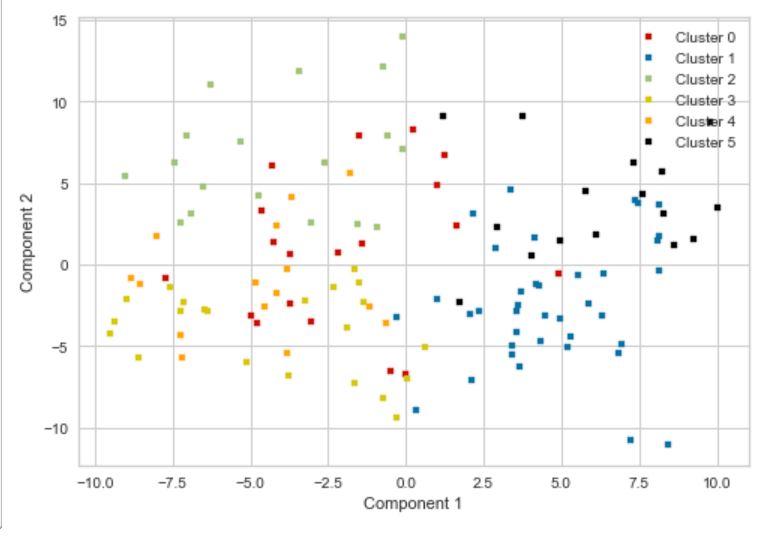 15
10
5
0
−5
−10
Component 2
Cluster 0
Cluster 1
Cluster 2
Cluster 3
Cluster 4
Cluster 5
−10.0 −7.5 −5.0 −2.5 0.0 2.5 5.0 7.5 10.0
Component 1